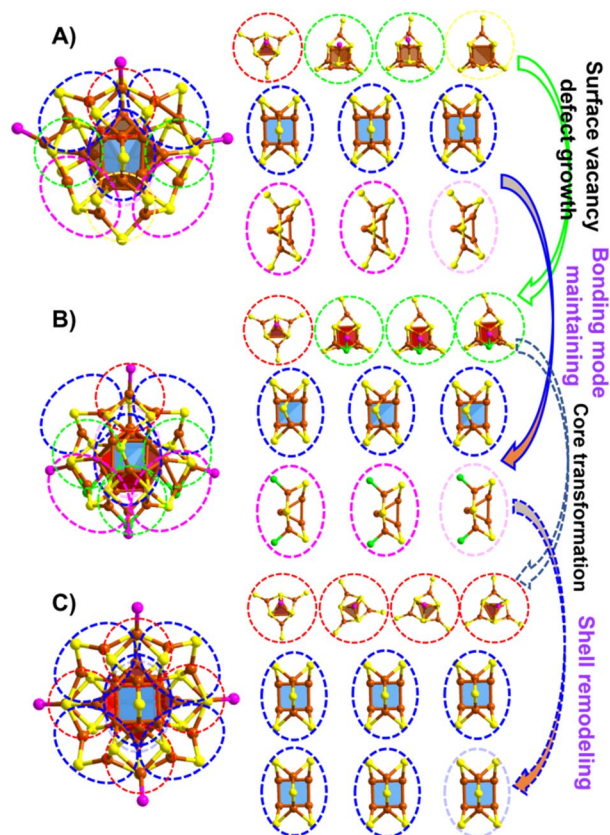 A)
Surface vacancy
defect growth
Bonding mode
maintaining
B)
Core transformation
C)
Shell remodeling